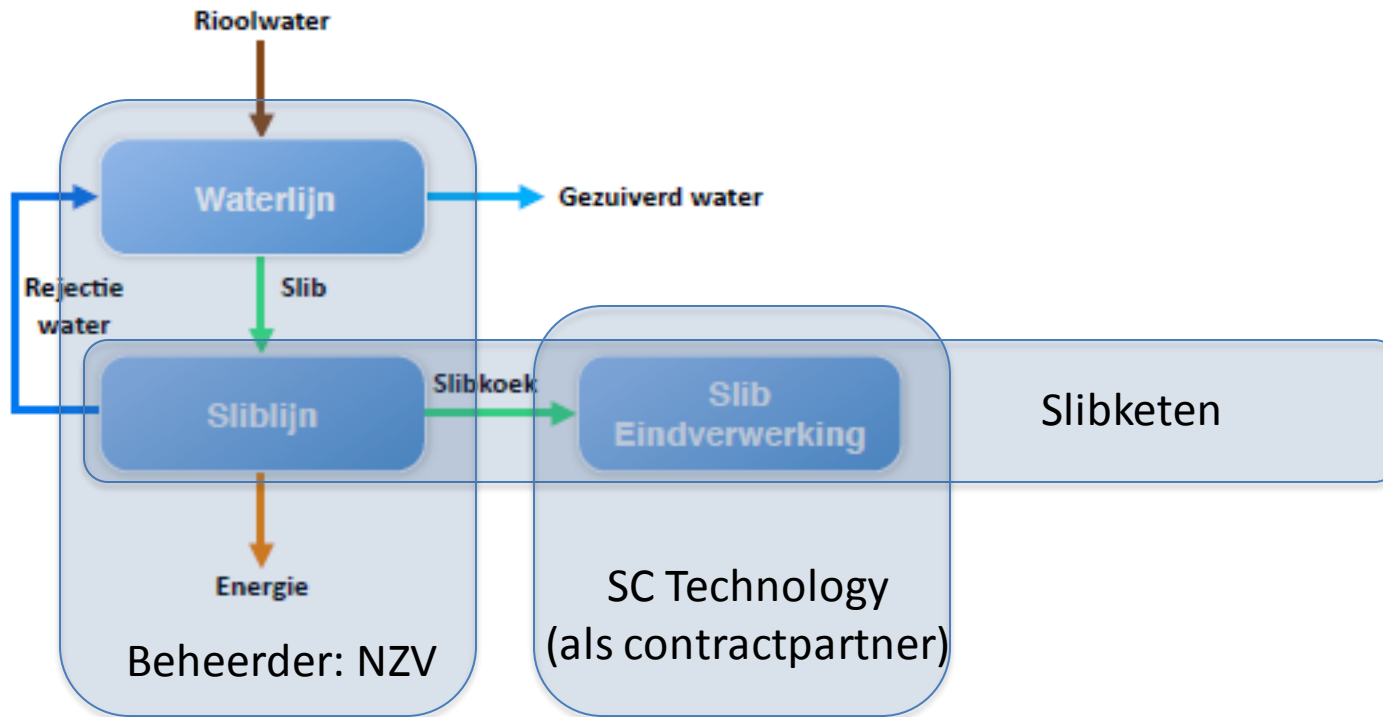 Rioolwater
Waterlijn
Gezuiverd water
Rejectie
water
Slib
Sliblijn
Slibkoek
Slib
Eindverwerking
Slibketen
Energie
Beheerder: NZV
SC Technology
(als contractpartner)